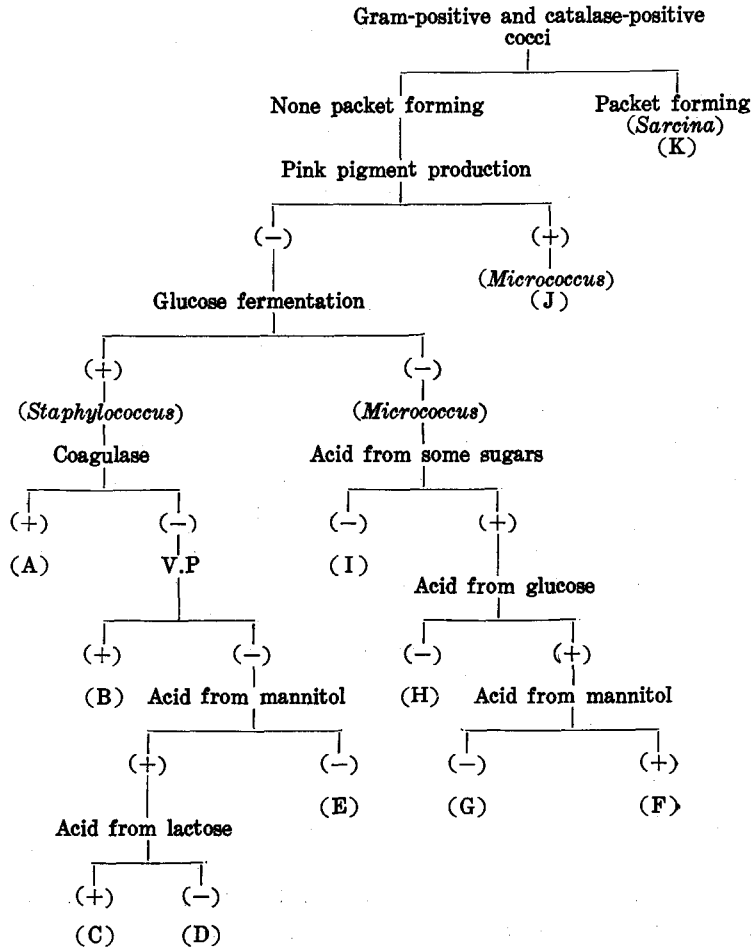 Gram-positive and catalase-positive
cocci
None packet forming
Packet forming
(Sarcina)
(K)
Pink pigment production
(-)
(+)
(Micrococcus)
(J)
Glucose fermentation
(+)
(-)
(Staphylococcus)
(Micrococcus)
Coagulase
Acid from some sugars
(+)
(-)
(-)
(+)
(A)
V.P
(I)
Acid from glucose
(+)
(-)
(-)
(+)
(B)
Acid from mannitol
(H)
Acid from mannitol
(+)
(-)
(-)
(+)
(E)
(G)
(F)
Acid from lactose
(+)
(-)
(C)
(D)